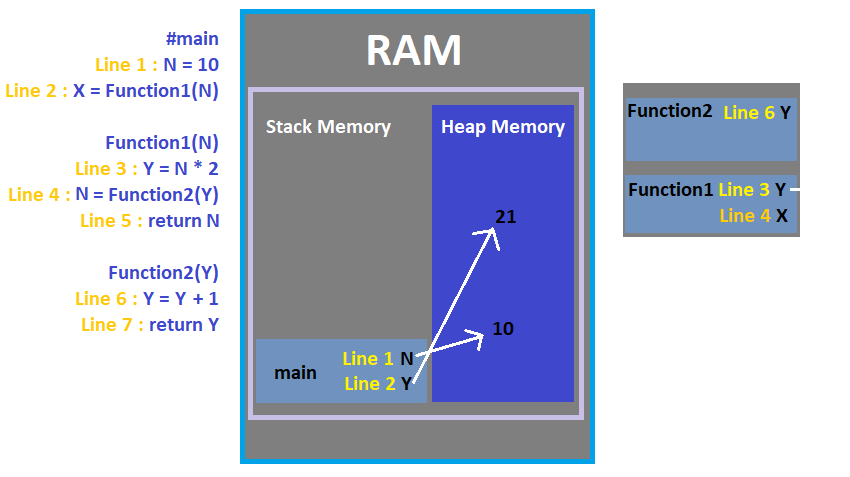 #main
Line 1 : N = 10
Line 2 : X = Function1(N)
Function1(N)
Line 3 : Y = N * 2
Line 4 : N = Function2(Y)
Line 5 : return N
Function2(Y)
Line 6 : Y = Y + 1
Line 7 : return Y
RAM
Stack Memory
Heap Memory
21
10
main
Line 1 N
Line 2 Y
Function2 Line 6 Y
Function1 Line 3 Y
Line 4 X